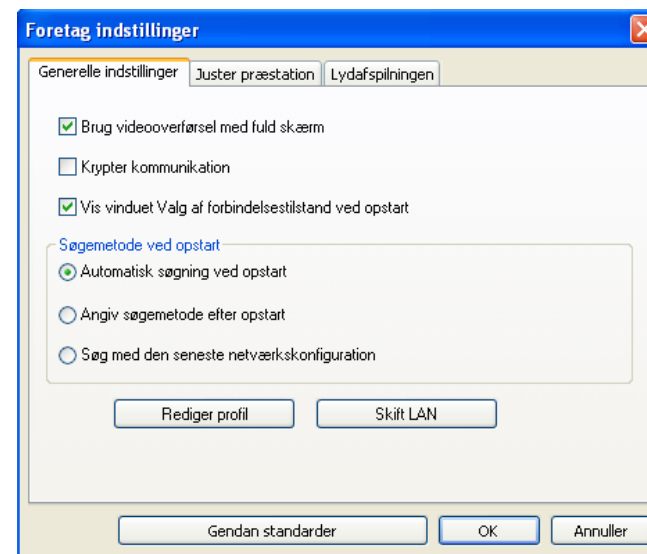 Foretag indstillinger
Generelle indstillinger Juster præstation Lydafspilningen
Brug videooverførsel med fuld skærm
Krypter kommunikation
Vis vinduet Valg af forbindelsestilstand ved opstart
Søgemetode ved opstart
Automatisk søgning ved opstart
Angiv søgemetode efter opstart
Søg med den seneste netværkskonfiguration
Rediger profil Skift LAN
Gendan standarder OK Annuller